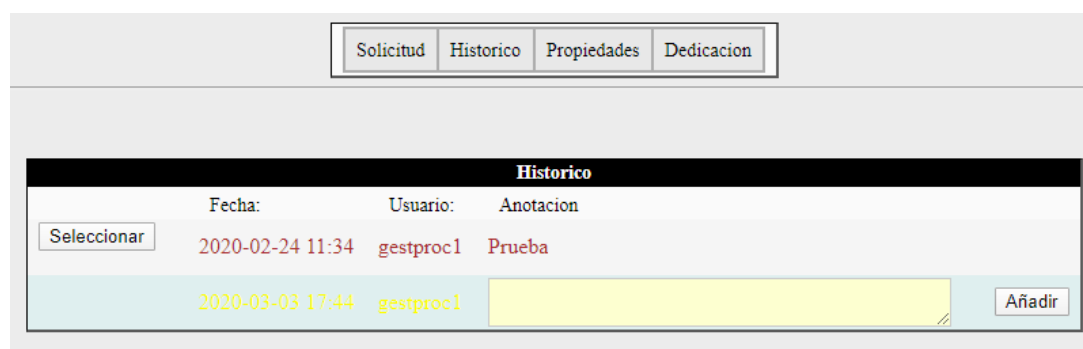 Solicitud Historico Propiedades Dedicacion
Historico
Fecha: Usuario: Anotacion
Seleccionar 2020-02-24 11:34 gestproc1 Prueba
2020-03-03 17:44 gestproc1 Añadir